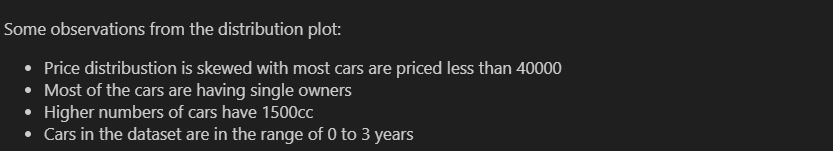 Some observations from the distribution plot:
• Price distribustion is skewed with most cars are priced less than 40000
• Most of the cars are having single owners
• Higher numbers of cars have 1500cc
• Cars in the dataset are in the range of 0 to 3 years